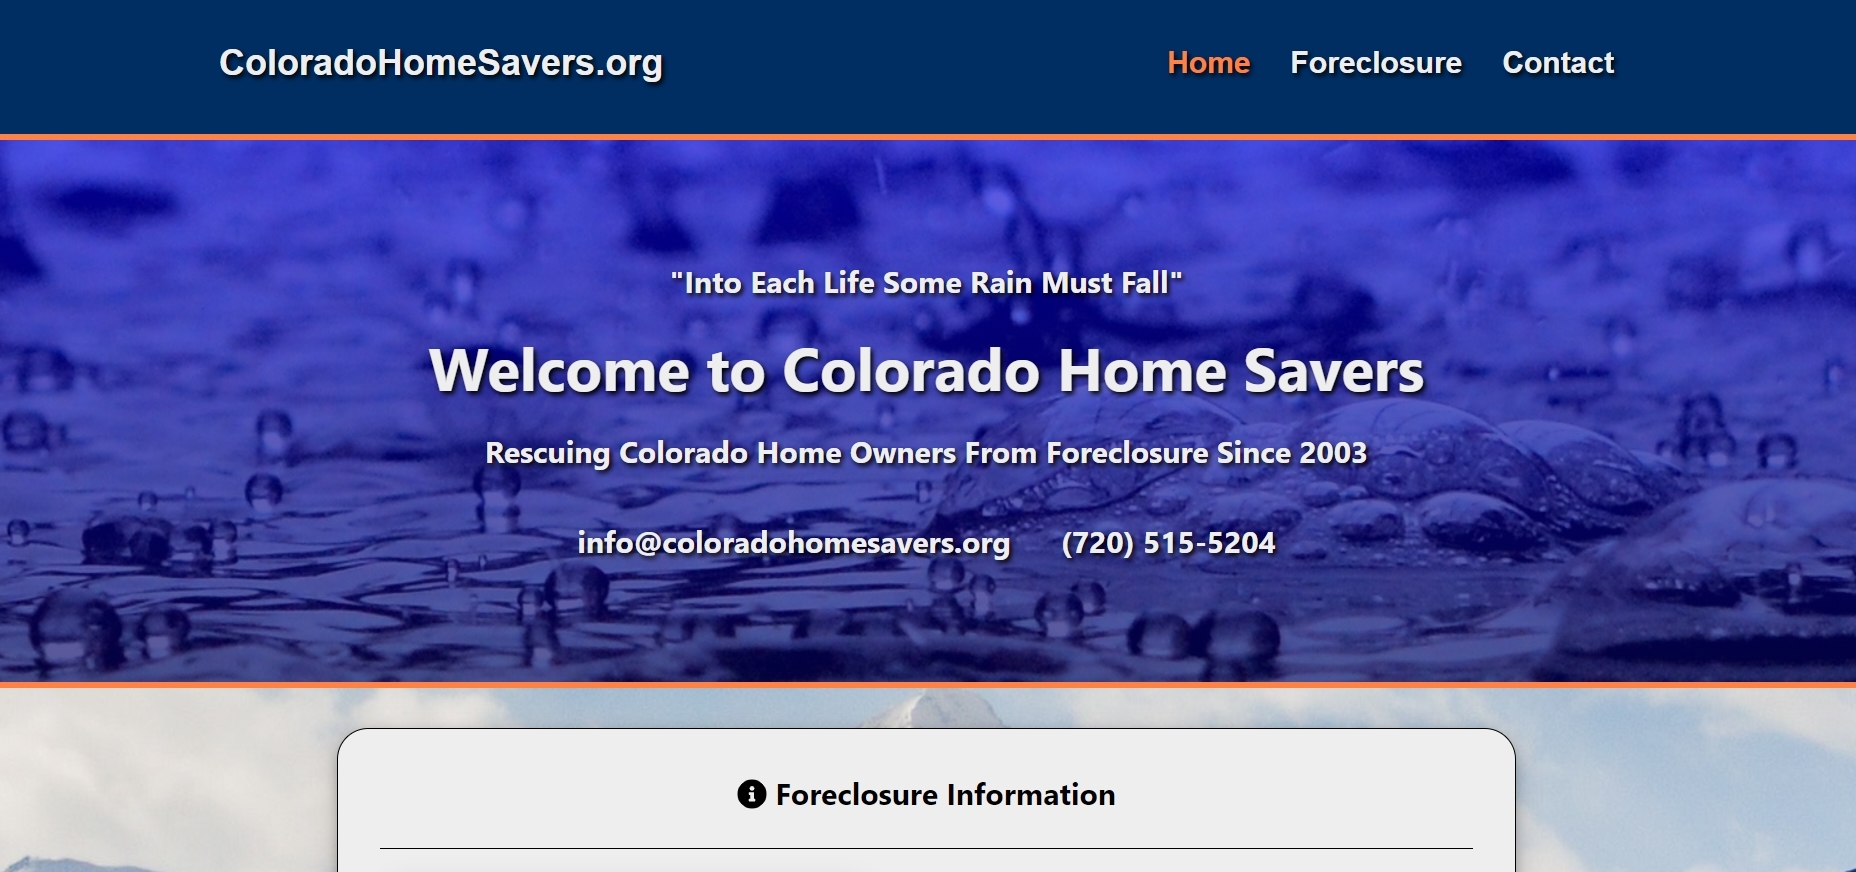 ColoradoHomeSavers.org
Home Foreclosure Contact
"Into Each Life Some Rain Must Fall"
Welcome to Colorado Home Savers
Rescuing Colorado Home Owners From Foreclosure Since 2003
info@coloradohomesavers.org (720) 515-5204
Foreclosure Information